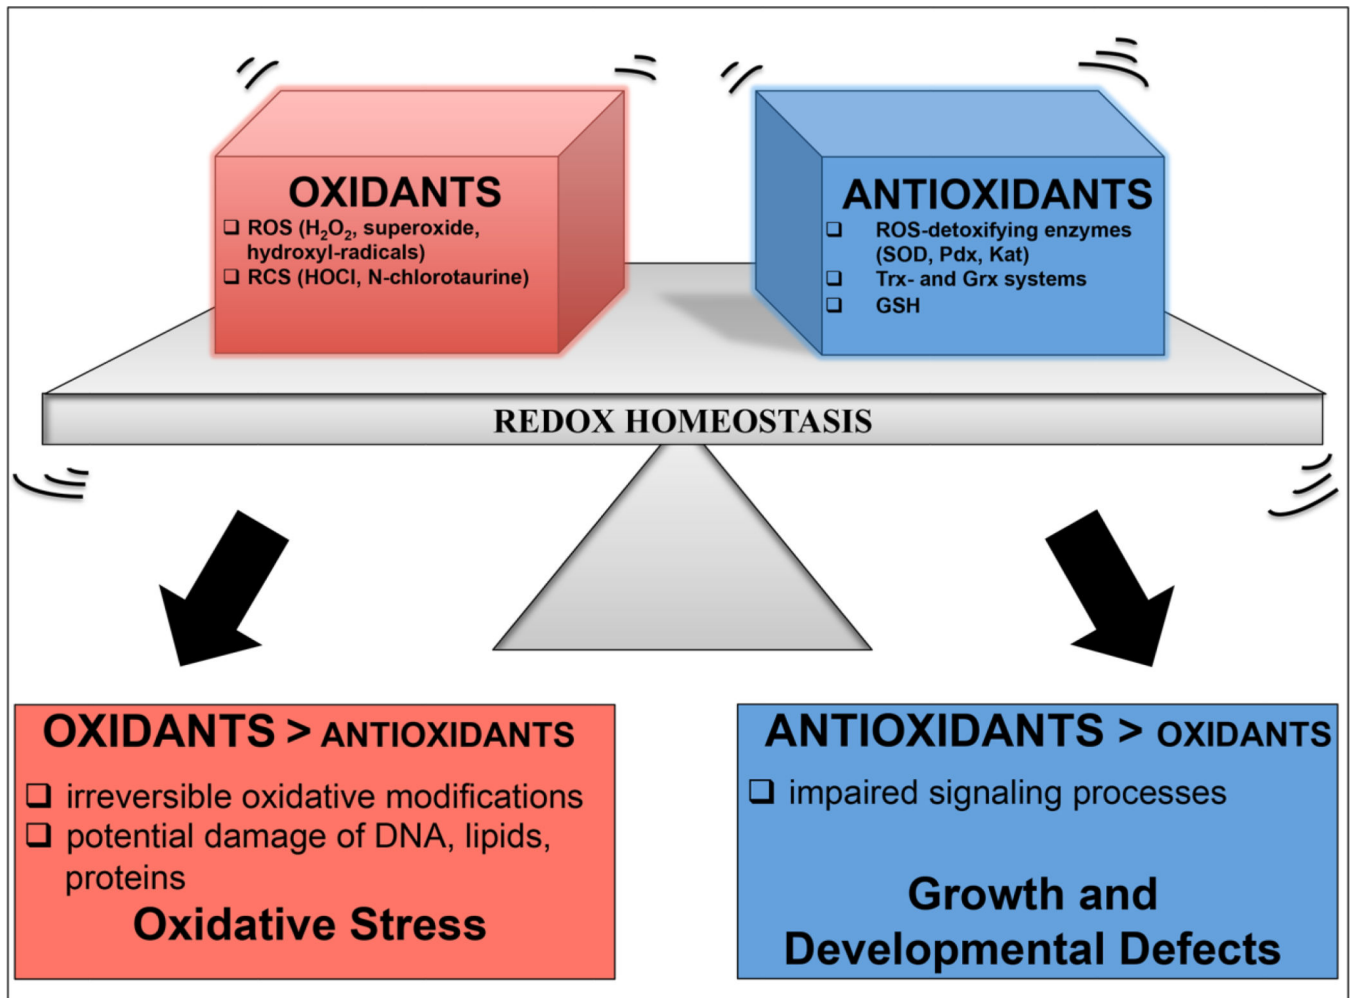 OXIDANTS
❑ ROS (H₂O₂, superoxide,
hydroxyl-radicals)
❑ RCS (HOCl, N-chlorotaurine)
ANTIOXIDANTS
❑ ROS-detoxifying enzymes
(SOD, Pdx, Kat)
❑ Trx- and Grx systems
❑ GSH
REDOX HOMEOSTASIS
OXIDANTS > ANTIOXIDANTS
❑ irreversible oxidative modifications
❑ potential damage of DNA, lipids,
proteins
Oxidative Stress
ANTIOXIDANTS > OXIDANTS
❑ impaired signaling processes
Growth and
Developmental Defects